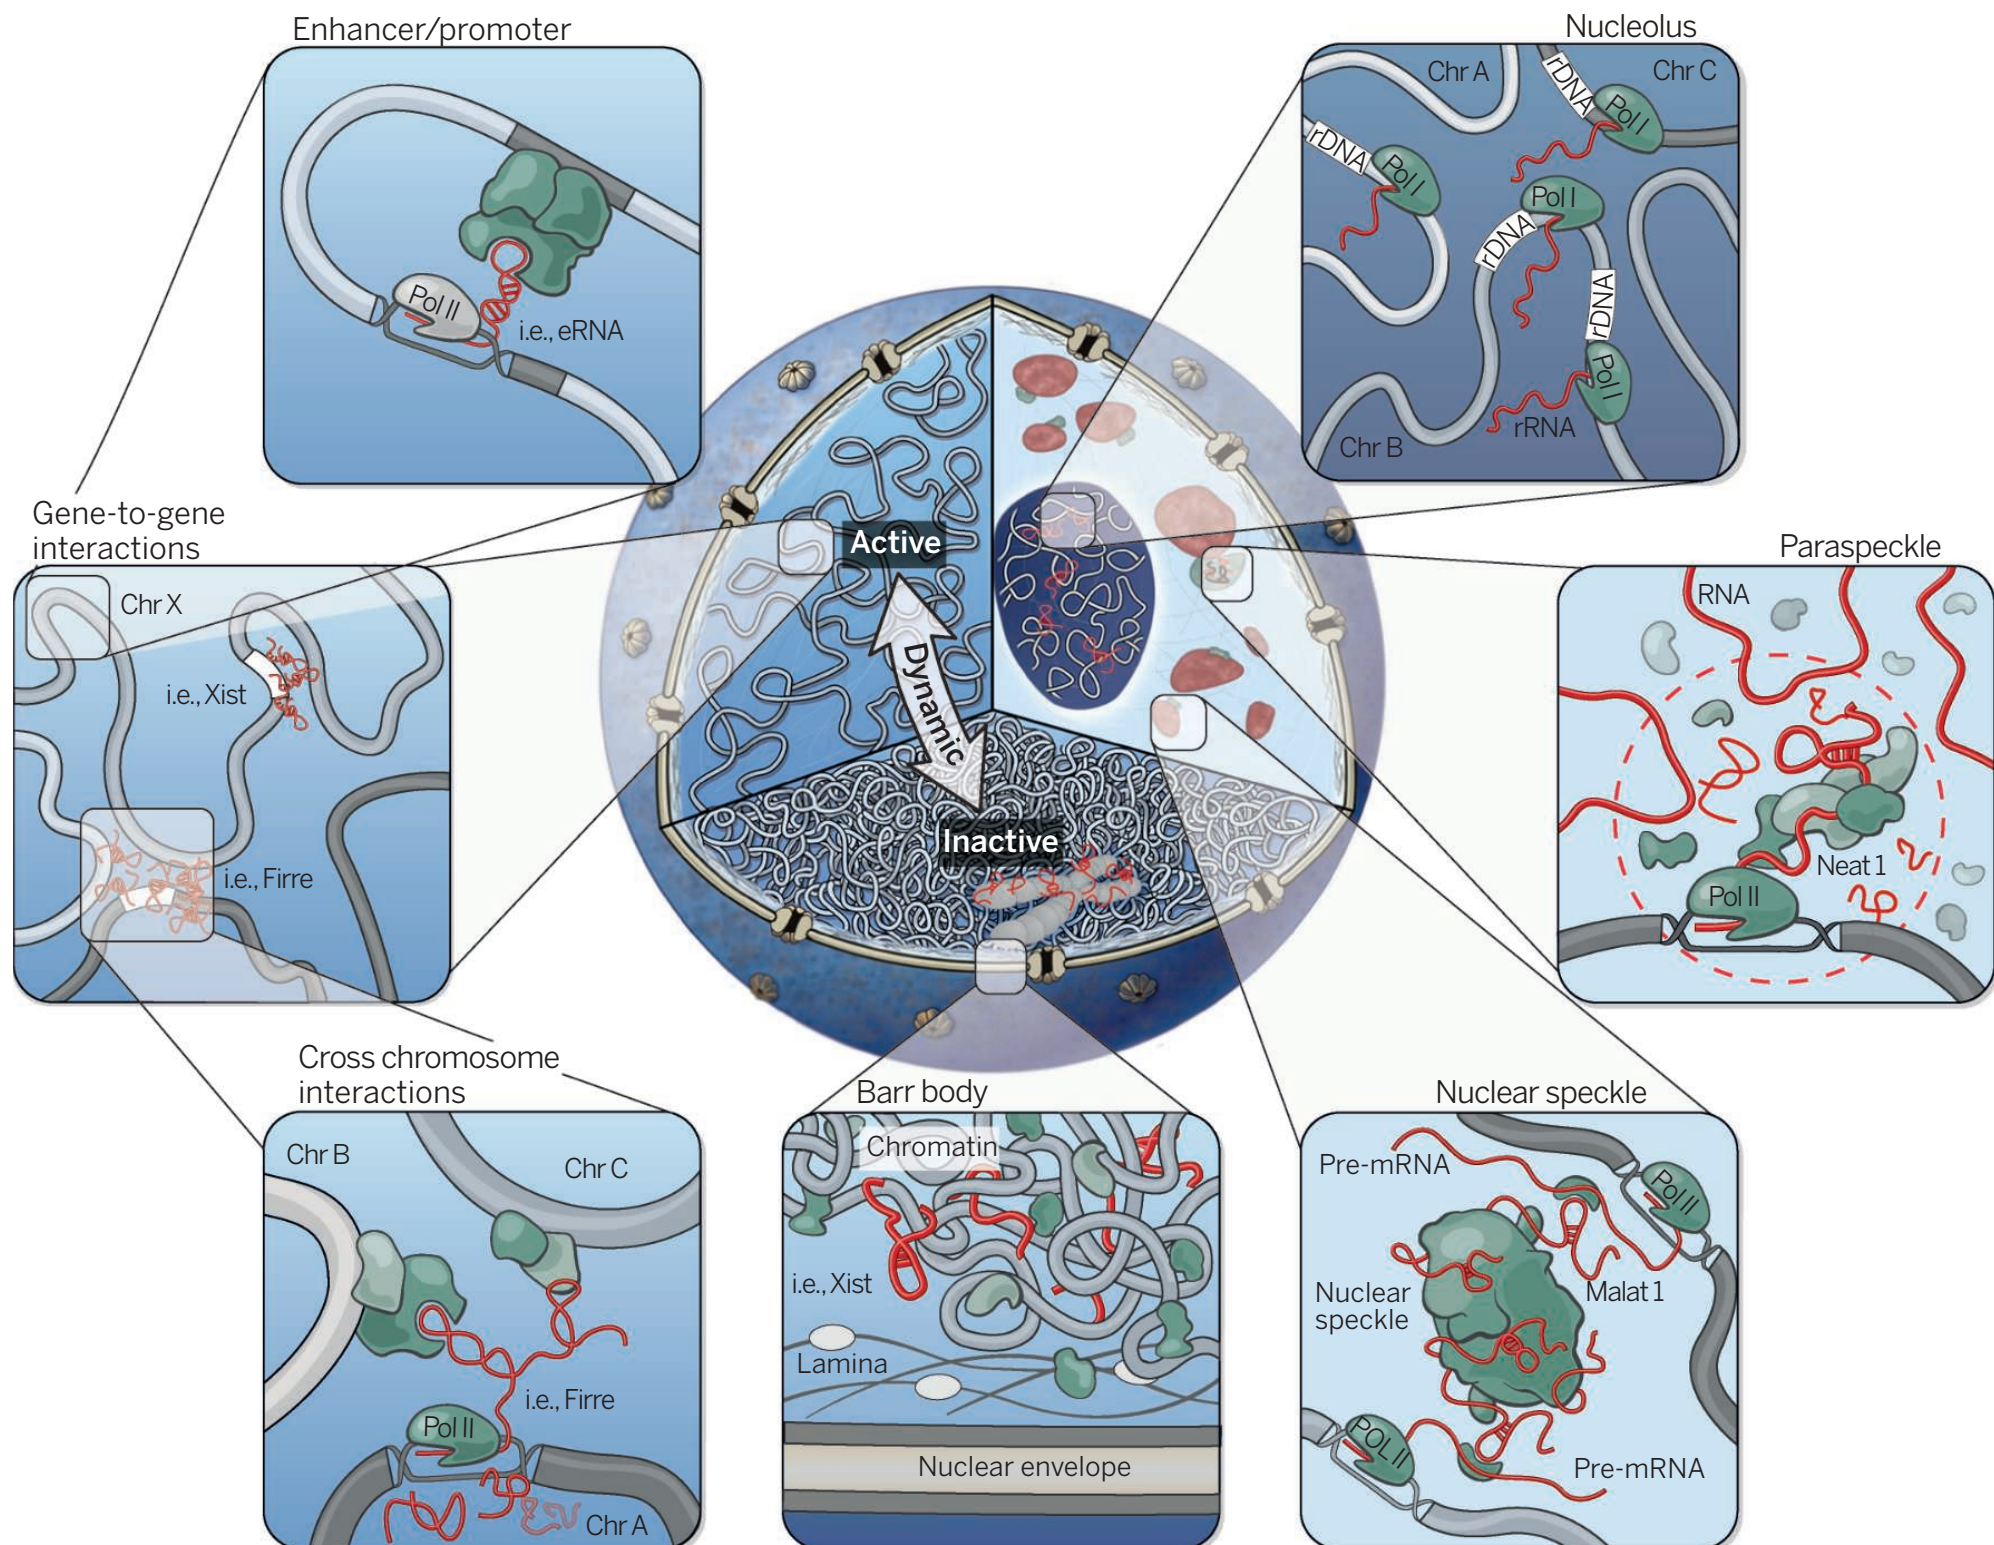 Enhancer/promoter
Pol II
i.e., eRNA
Nucleolus
Chr A
Chr C
rDNA
Pol I
rDNA
Pol I
Pol I
rDNA
rDNA
Pol I
rRNA
Chr B
Gene-to-gene
interactions
Chr X
i.e., Xist
i.e., Firre
Active
Dynamic
Inactive
Paraspeckle
RNA
Neat 1
Pol II
Cross chromosome
interactions
Chr B
Chr C
i.e., Firre
Pol II
Chr A
Barr body
Chromatin
i.e., Xist
Lamina
Nuclear envelope
Nuclear speckle
Pre-mRNA
Pol II
Nuclear
speckle
Malat 1
POL II
Pre-mRNA